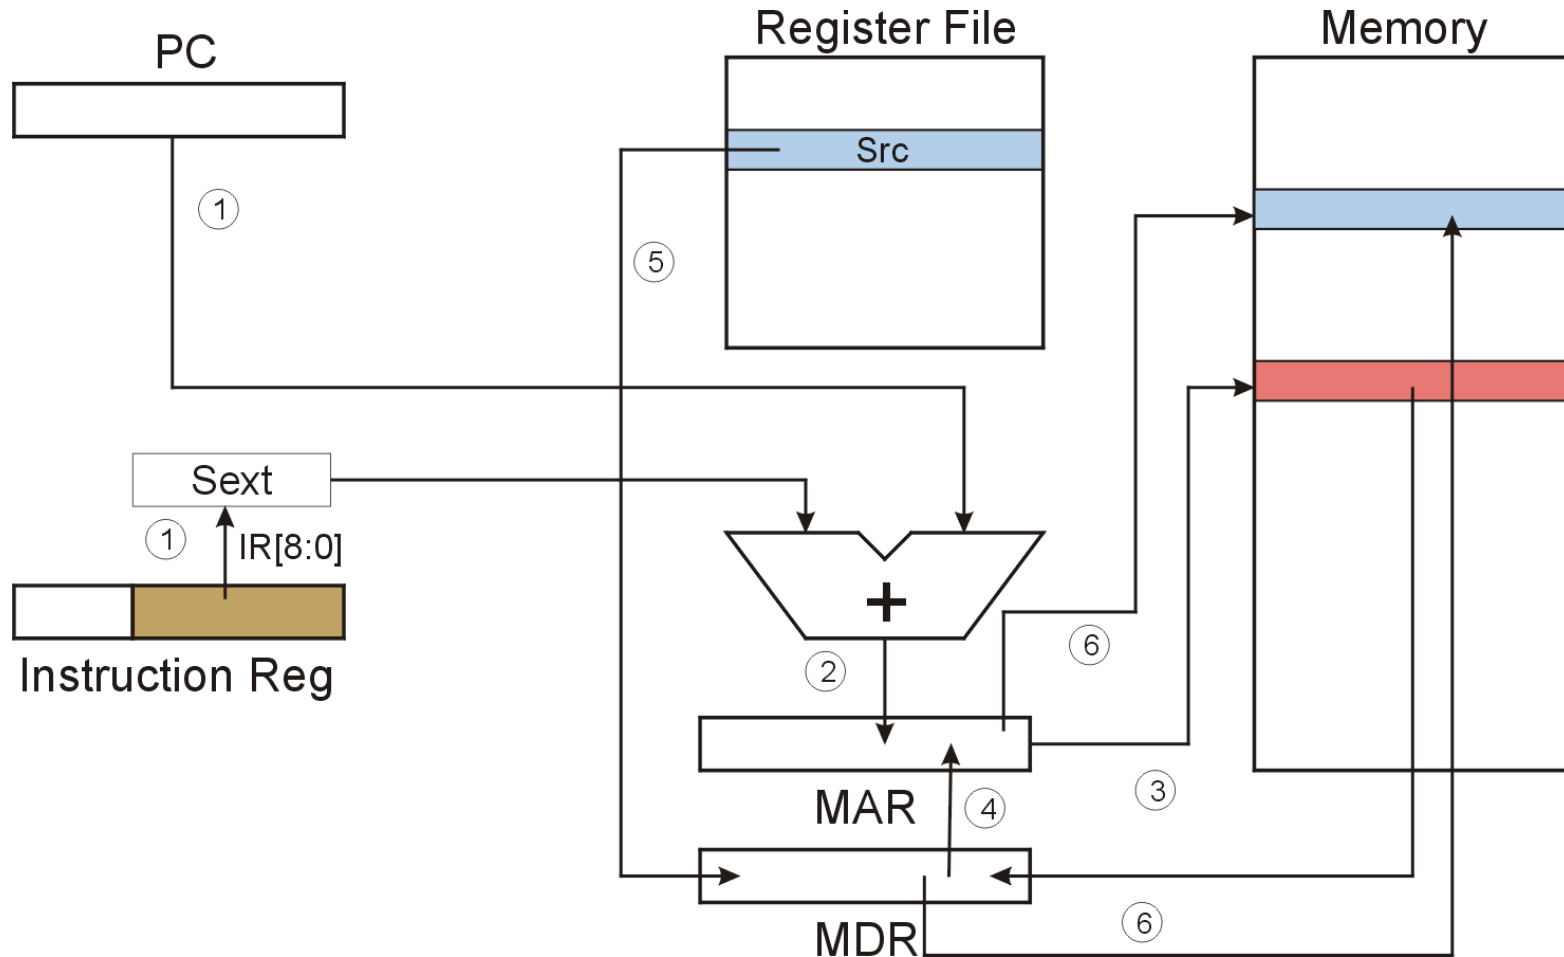 PC
Register File
Memory
Src
1
5
Sext
1
IR[8:0]
+
Instruction Reg
2
6
3
MAR
4
6
MDR